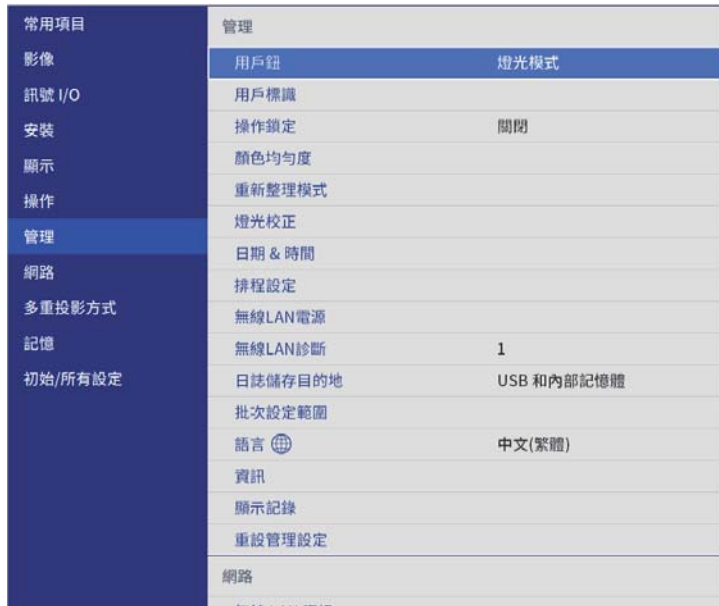 常用項目
影像
訊號 I/O
安裝
顯示
操作
管理
網路
多重投影方式
記憶
初始/所有設定
管理
用戶鈕 燈光模式
用戶標識
操作鎖定 關閉
顏色均勻度
重新整理模式
燈光校正
日期 & 時間
排程設定
無線LAN電源
無線LAN診斷 1
日誌儲存目的地 USB 和內部記憶體
批次設定範圍
語言 中文(繁體)
資訊
顯示記錄
重設管理設定
網路